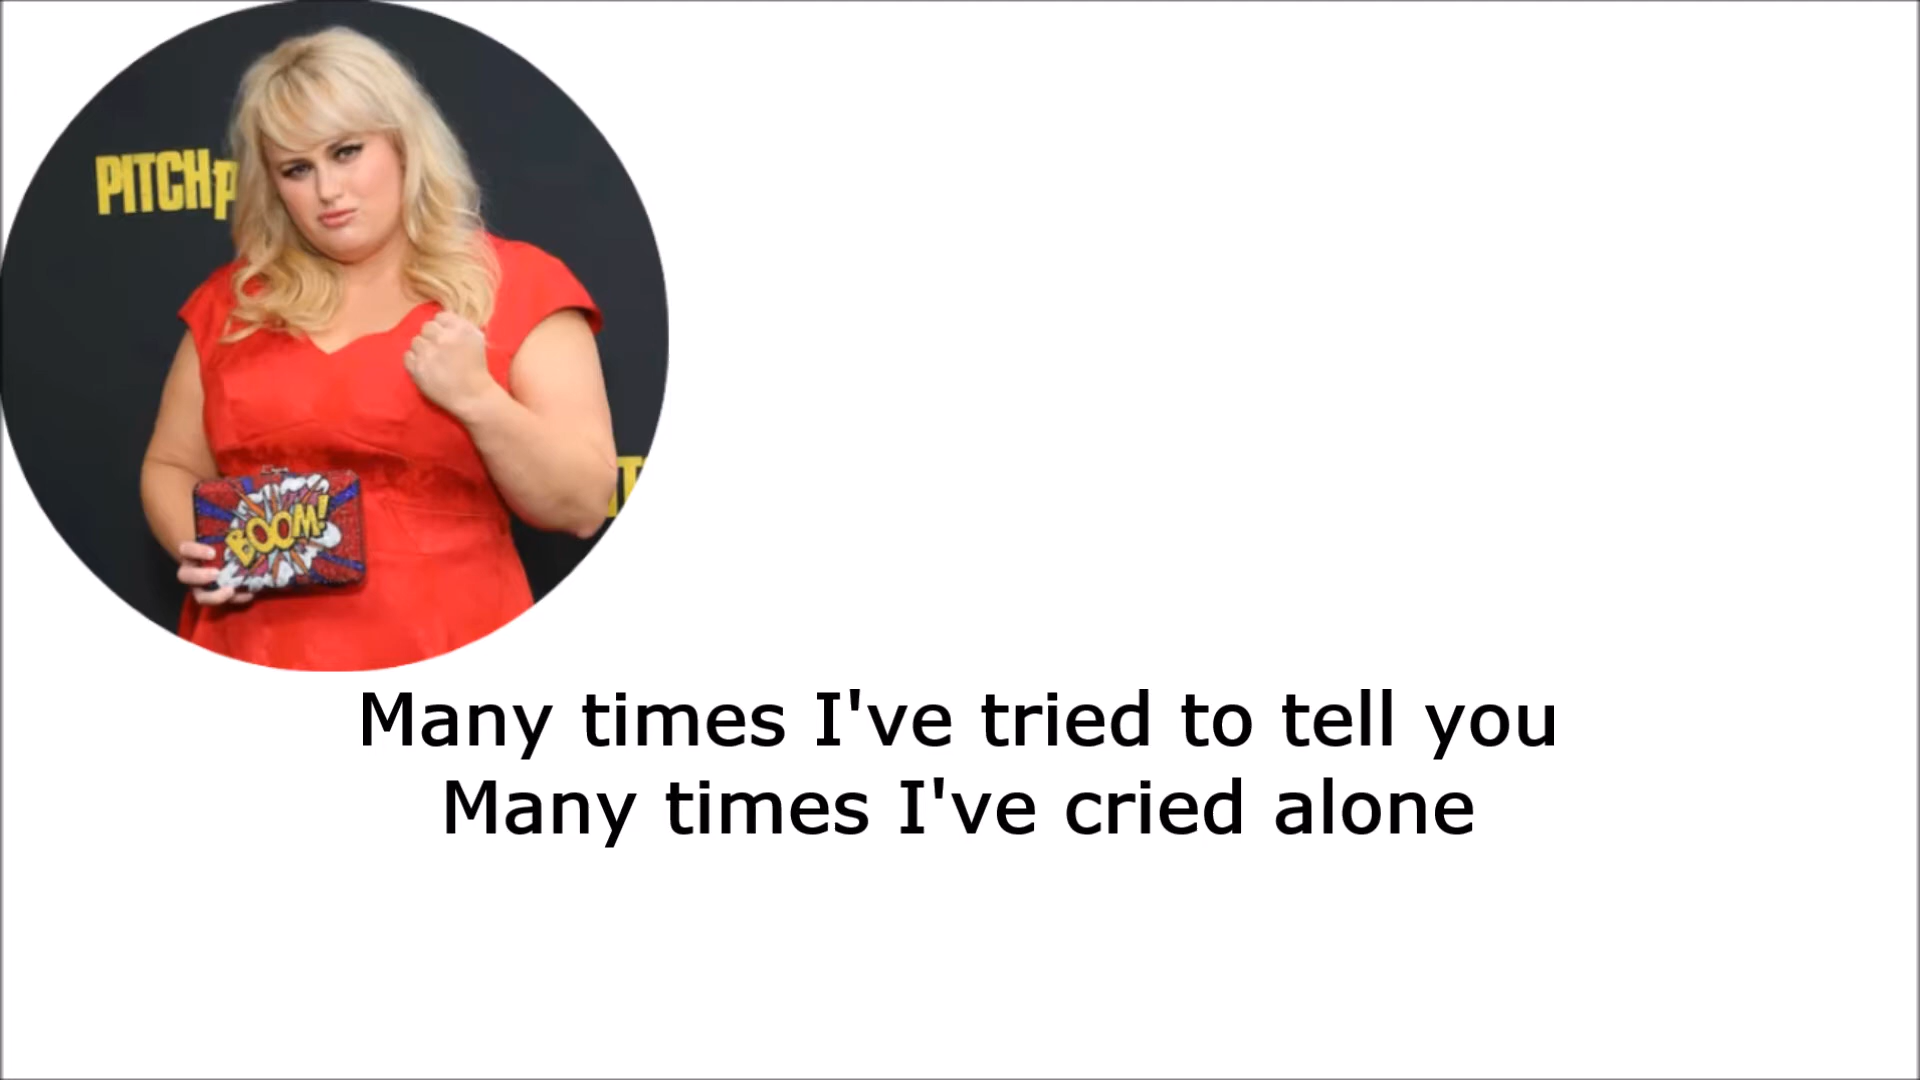 PITCH P
BOOM!
Many times I've tried to tell you
Many times I've cried alone